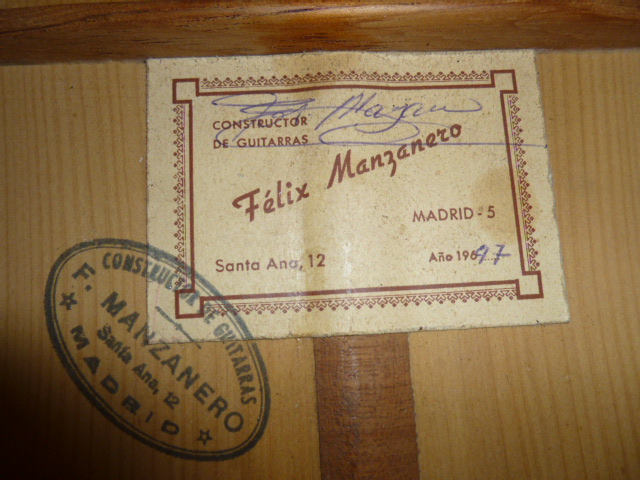 CONSTRUCTOR
DE GUITARRAS
Félix Manzanero
MADRID - 5
Santa Ana, 12
Año 196
CONSTRUCTOR DE GUITARRAS
F. MANZANERO
Santa Ana, 12
MADRID